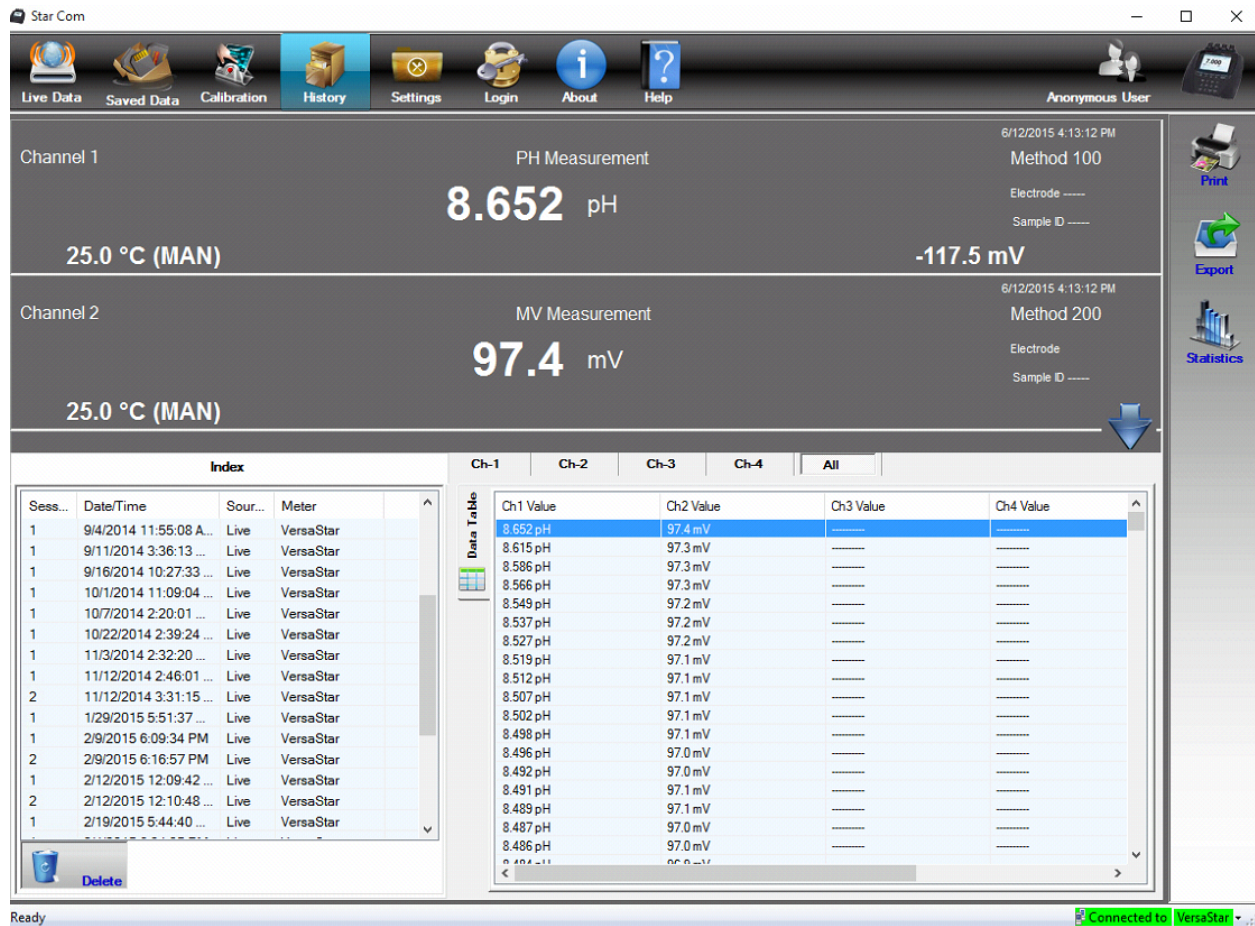 Star Com
Live Data Saved Data Calibration History Settings Login About Help Anonymous User
7.000
6/12/2015 4:13:12 PM
Channel 1 PH Measurement Method 100
8.652 pH
Electrode -----
Sample ID -----
25.0 °C (MAN) -117.5 mV
6/12/2015 4:13:12 PM
Channel 2 MV Measurement Method 200
97.4 mV
Electrode
Sample ID -----
25.0 °C (MAN)
Print
Export
Statistics
Index
Sess... Date/Time Sour... Meter
1 9/4/2014 11:55:08 A... Live VersaStar
1 9/11/2014 3:36:13 ... Live VersaStar
1 9/16/2014 10:27:33 ... Live VersaStar
1 10/1/2014 11:09:04 ... Live VersaStar
1 10/7/2014 2:20:01 ... Live VersaStar
1 10/22/2014 2:39:24 ... Live VersaStar
1 11/3/2014 2:32:20 ... Live VersaStar
1 11/12/2014 2:46:01 ... Live VersaStar
2 11/12/2014 3:31:15 ... Live VersaStar
1 1/29/2015 5:51:37 ... Live VersaStar
1 2/9/2015 6:09:34 PM Live VersaStar
2 2/9/2015 6:16:57 PM Live VersaStar
1 2/12/2015 12:09:42 ... Live VersaStar
2 2/12/2015 12:10:48 ... Live VersaStar
1 2/19/2015 5:44:40 ... Live VersaStar
Delete
Ch-1 Ch-2 Ch-3 Ch-4 All
Data Table
Ch1 Value Ch2 Value Ch3 Value Ch4 Value
8.652 pH 97.4 mV --------- ---------
8.615 pH 97.3 mV --------- ---------
8.586 pH 97.3 mV --------- ---------
8.566 pH 97.3 mV --------- ---------
8.549 pH 97.2 mV --------- ---------
8.537 pH 97.2 mV --------- ---------
8.527 pH 97.2 mV --------- ---------
8.519 pH 97.1 mV --------- ---------
8.512 pH 97.1 mV --------- ---------
8.507 pH 97.1 mV --------- ---------
8.502 pH 97.1 mV --------- ---------
8.498 pH 97.1 mV --------- ---------
8.496 pH 97.0 mV --------- ---------
8.492 pH 97.0 mV --------- ---------
8.491 pH 97.1 mV --------- ---------
8.489 pH 97.1 mV --------- ---------
8.487 pH 97.0 mV --------- ---------
8.486 pH 97.0 mV --------- ---------
Ready Connected to VersaStar